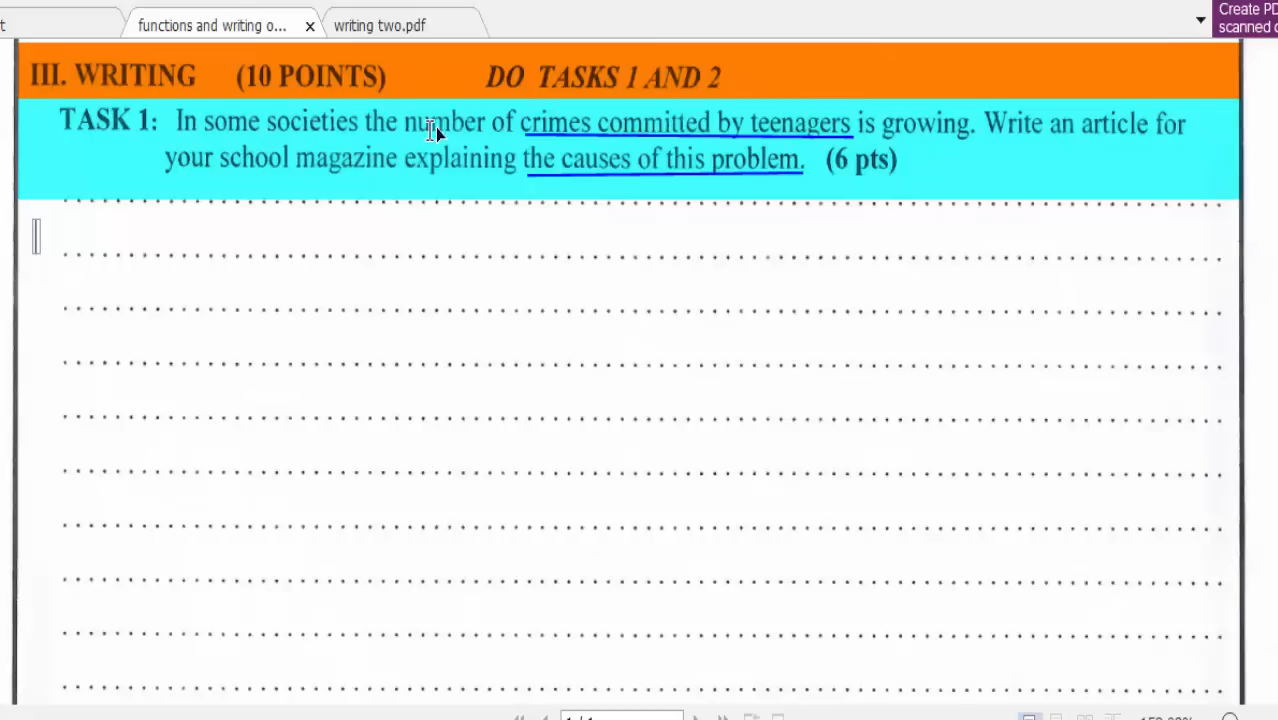 t
functions and writing o... x
writing two.pdf
Create PD
scanned
III. WRITING (10 POINTS) DO TASKS 1 AND 2
TASK 1: In some societies the number of crimes committed by teenagers is growing. Write an article for
your school magazine explaining the causes of this problem. (6 pts)
1 / 1